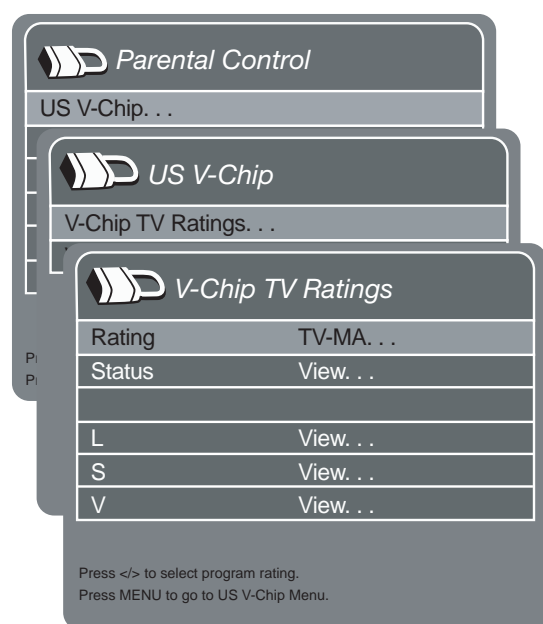 Parental Control
US V-Chip. . .
US V-Chip
V-Chip TV Ratings. . .
V-Chip TV Ratings
Rating TV-MA. . .
Status View. . .
L View. . .
S View. . .
V View. . .
Press </> to select program rating.
Press MENU to go to US V-Chip Menu.